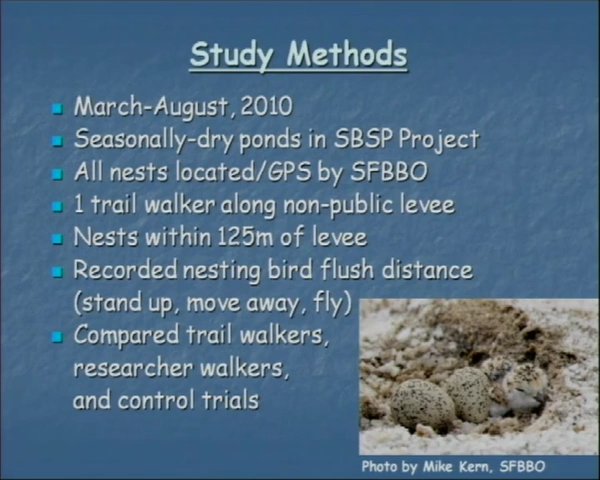 Study Methods
March-August, 2010
Seasonally-dry ponds in SBSP Project
All nests located/GPS by SFBBO
1 trail walker along non-public levee
Nests within 125m of levee
Recorded nesting bird flush distance
(stand up, move away, fly)
Compared trail walkers,
researcher walkers,
and control trials
Photo by Mike Kern, SFBBO